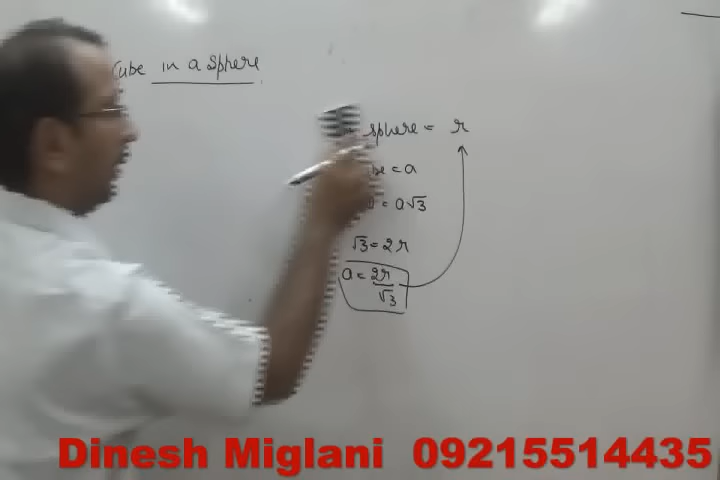 Cube in a Sphere
sphere = r
= a
= a√3
√3 = 2r
a = 2r/√3
Dinesh Miglani 09215514435